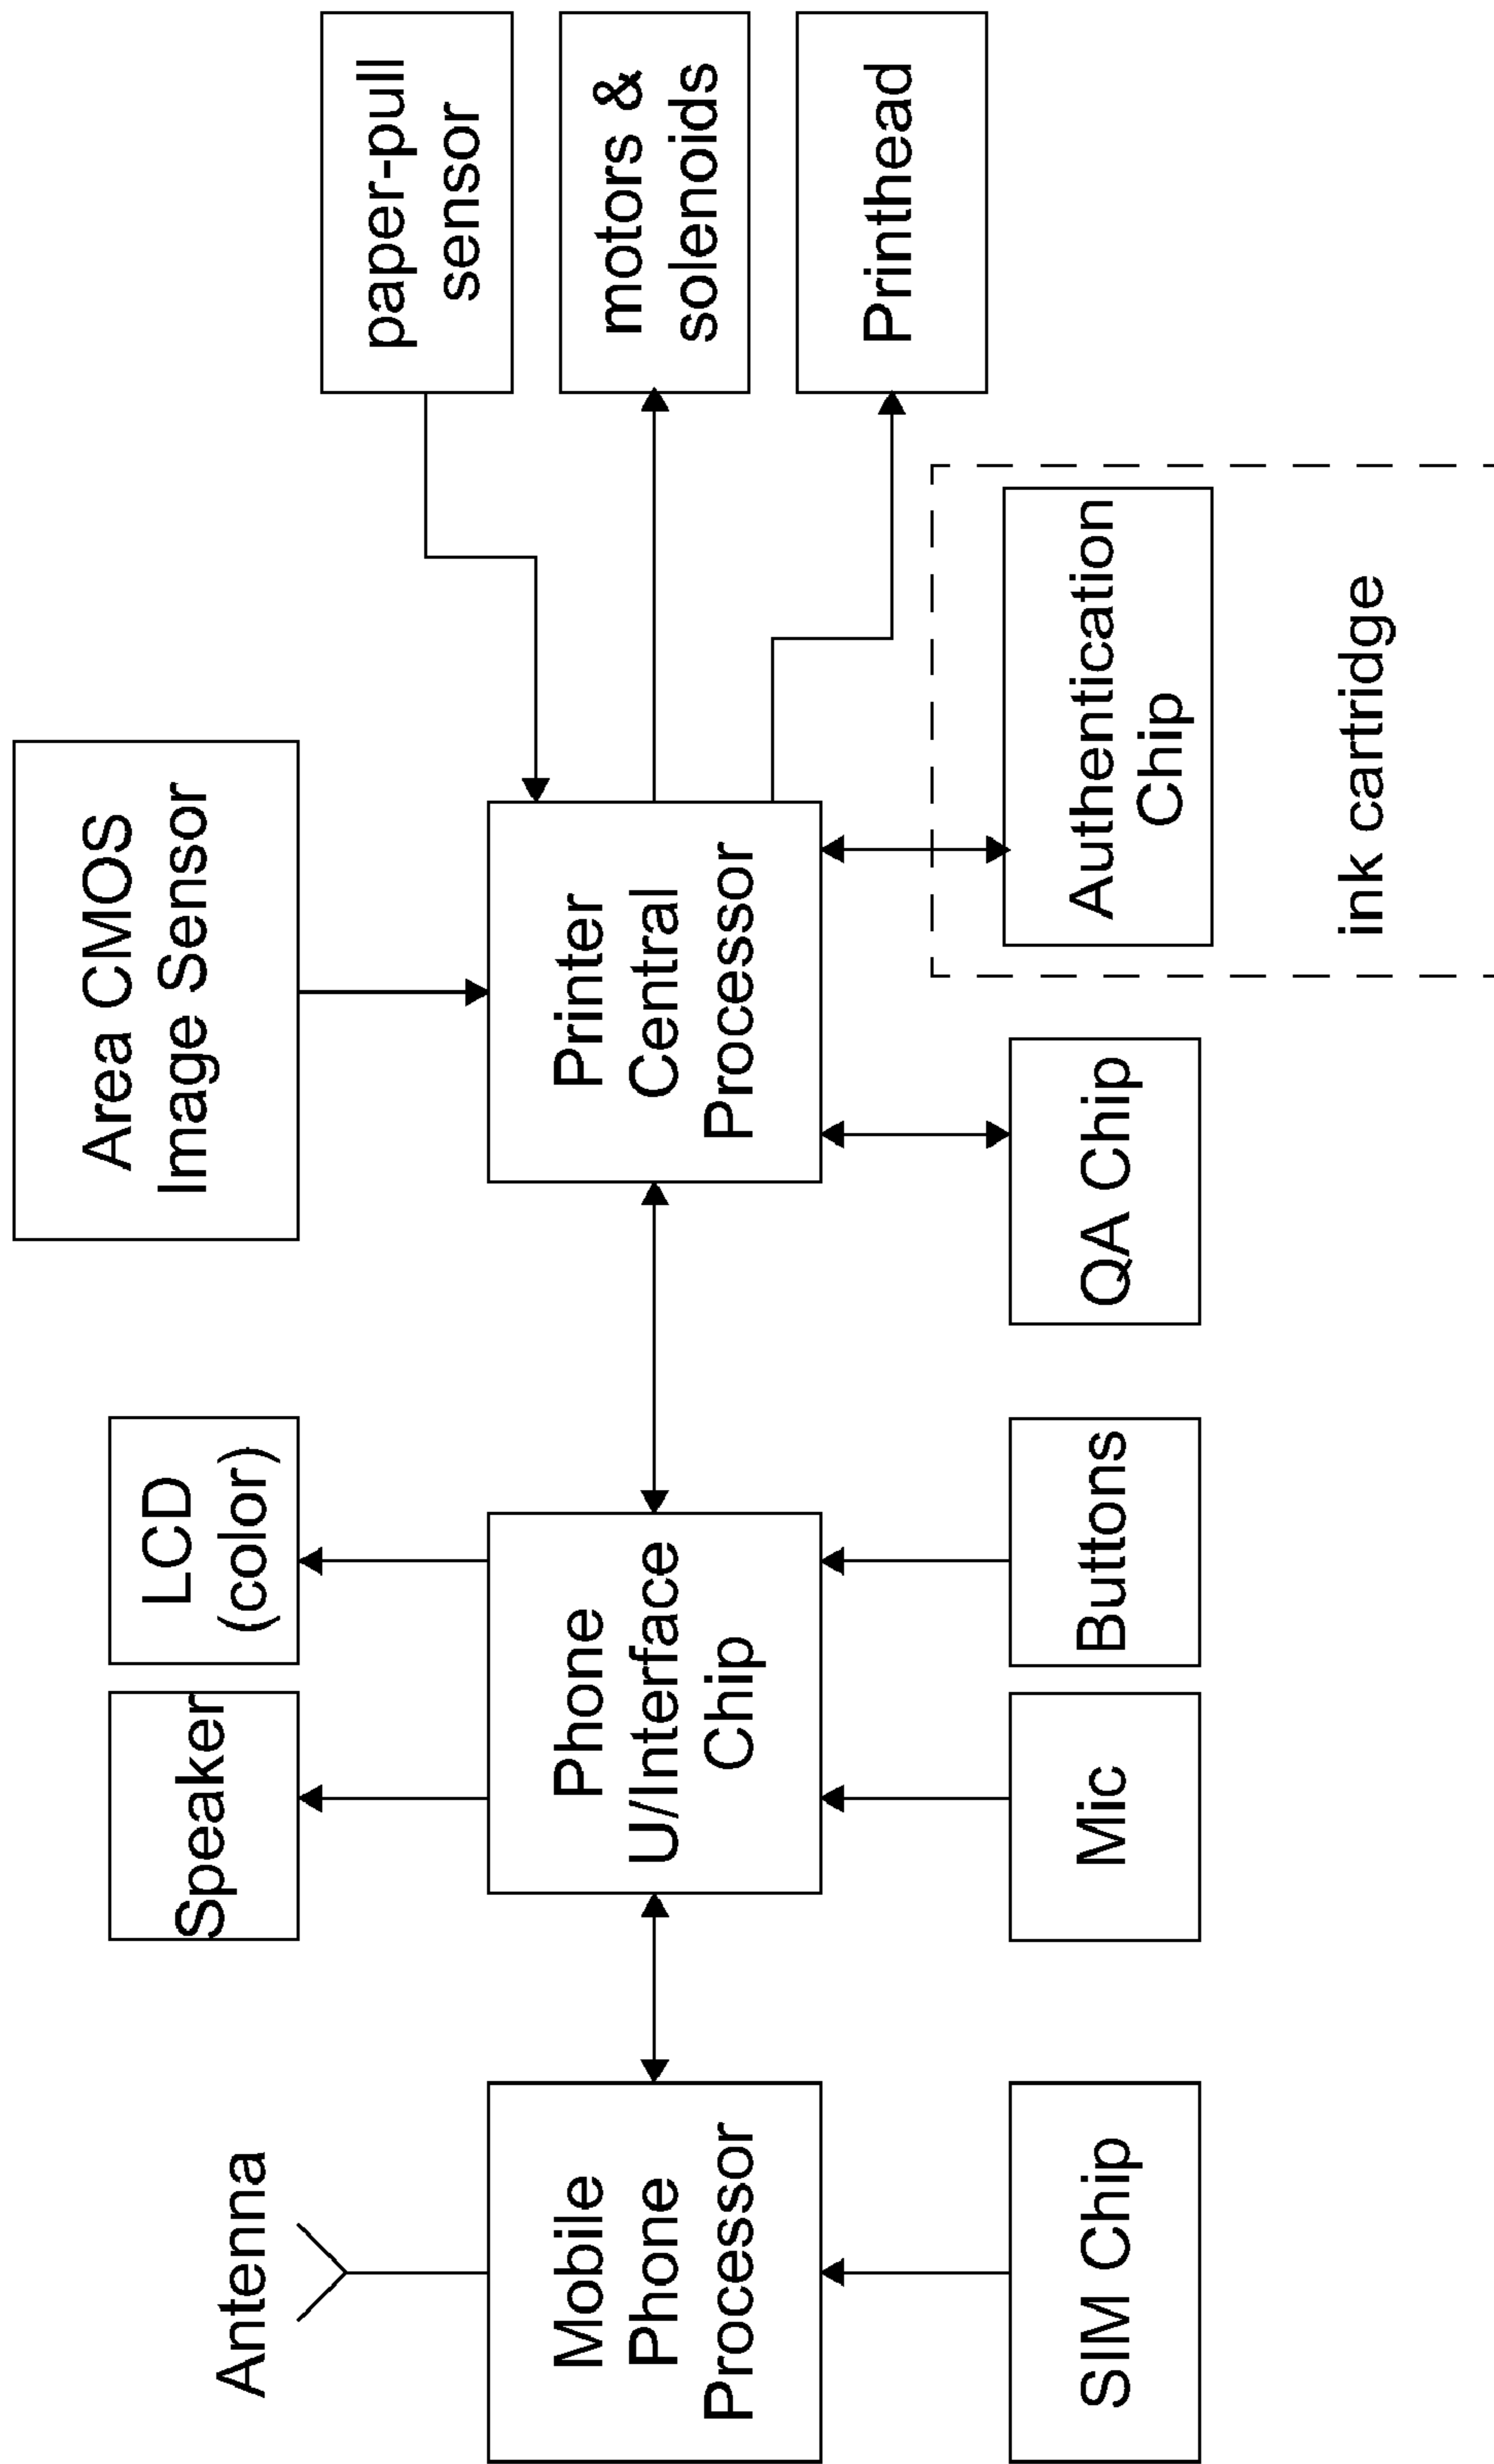 Antenna
Speaker
LCD
(color)
Area CMOS
Image Sensor
paper-pull
sensor
Mobile
Phone
Processor
Phone
U/Interface
Chip
Printer
Central
Processor
motors &
solenoids
Printhead
SIM Chip
Mic
Buttons
QA Chip
Authentication
Chip
ink cartridge